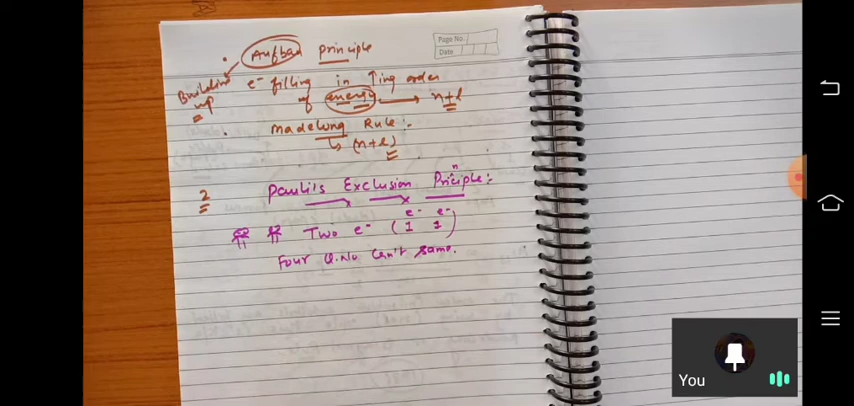 Page No.
Date
Aufbau principle
Building up
e- filling in ↑ing order
of energy → n+l
madelung Rule :-
↳ (n+l)
2
Pauli's Exclusion Priciple :-
n
e- e-
Two e- ( 1 1 )
Four Q.No Can't same.
You